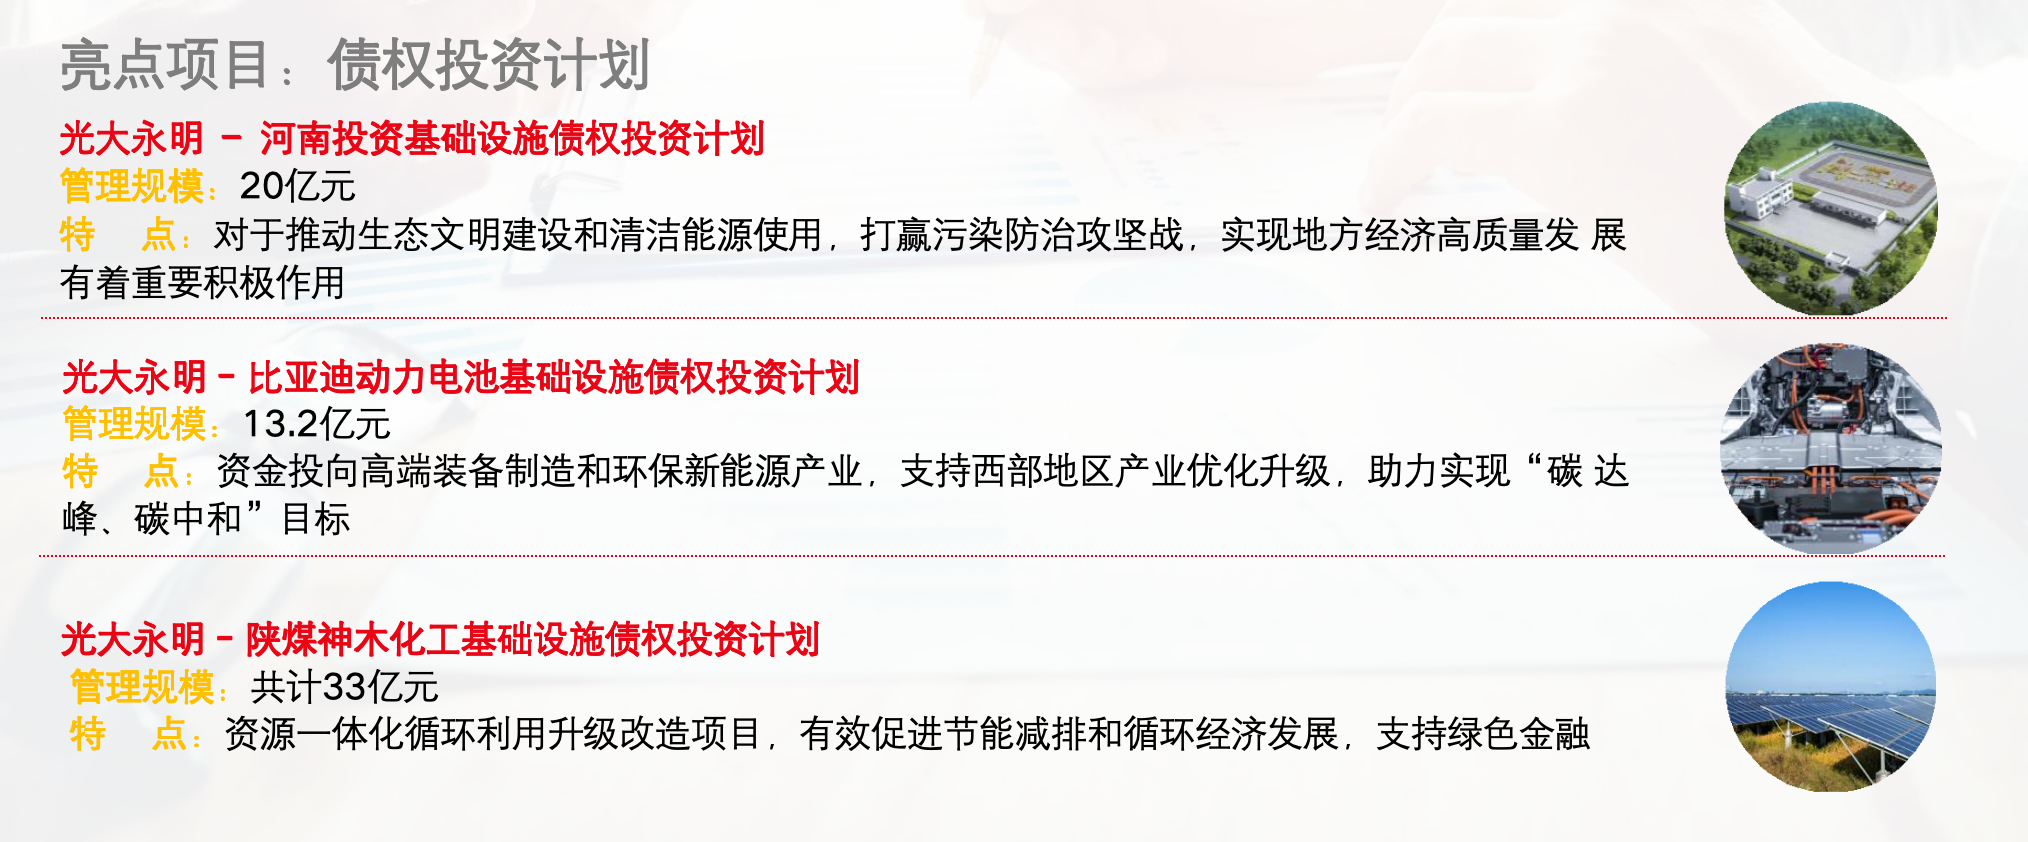 亮点项目：债权投资计划
光大永明 – 河南投资基础设施债权投资计划
管理规模：20亿元
特 点：对于推动生态文明建设和清洁能源使用，打赢污染防治攻坚战，实现地方经济高质量发 展
有着重要积极作用
光大永明 – 比亚迪动力电池基础设施债权投资计划
管理规模：13.2亿元
特 点：资金投向高端装备制造和环保新能源产业，支持西部地区产业优化升级，助力实现“碳 达
峰、碳中和”目标
光大永明 – 陕煤神木化工基础设施债权投资计划
管理规模：共计33亿元
特 点：资源一体化循环利用升级改造项目，有效促进节能减排和循环经济发展，支持绿色金融